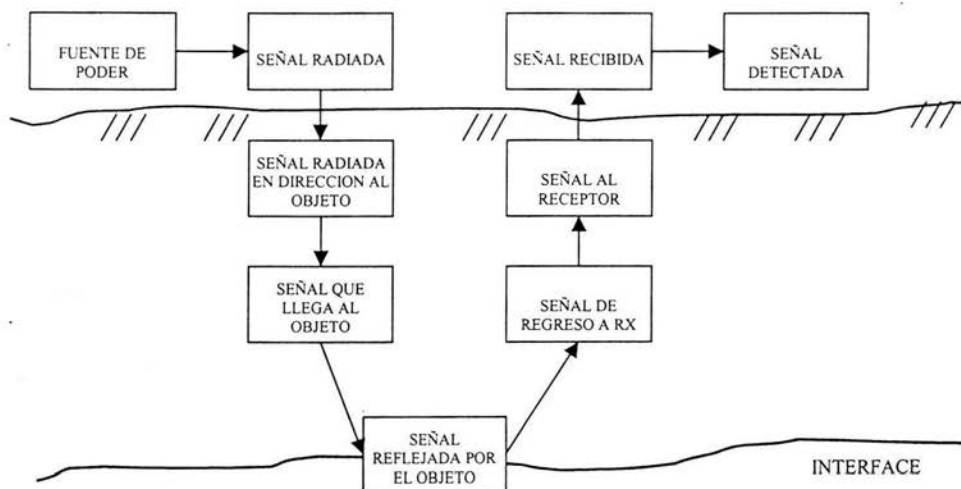 FUENTE DE
PODER
SEÑAL RADIADA
SEÑAL RECIBIDA
SEÑAL
DETECTADA
SEÑAL RADIADA
EN DIRECCION AL
OBJETO
SEÑAL AL
RECEPTOR
SEÑAL QUE
LLEGA AL
OBJETO
SEÑAL DE
REGRESO A RX
SEÑAL
REFLEJADA POR
EL OBJETO
INTERFACE